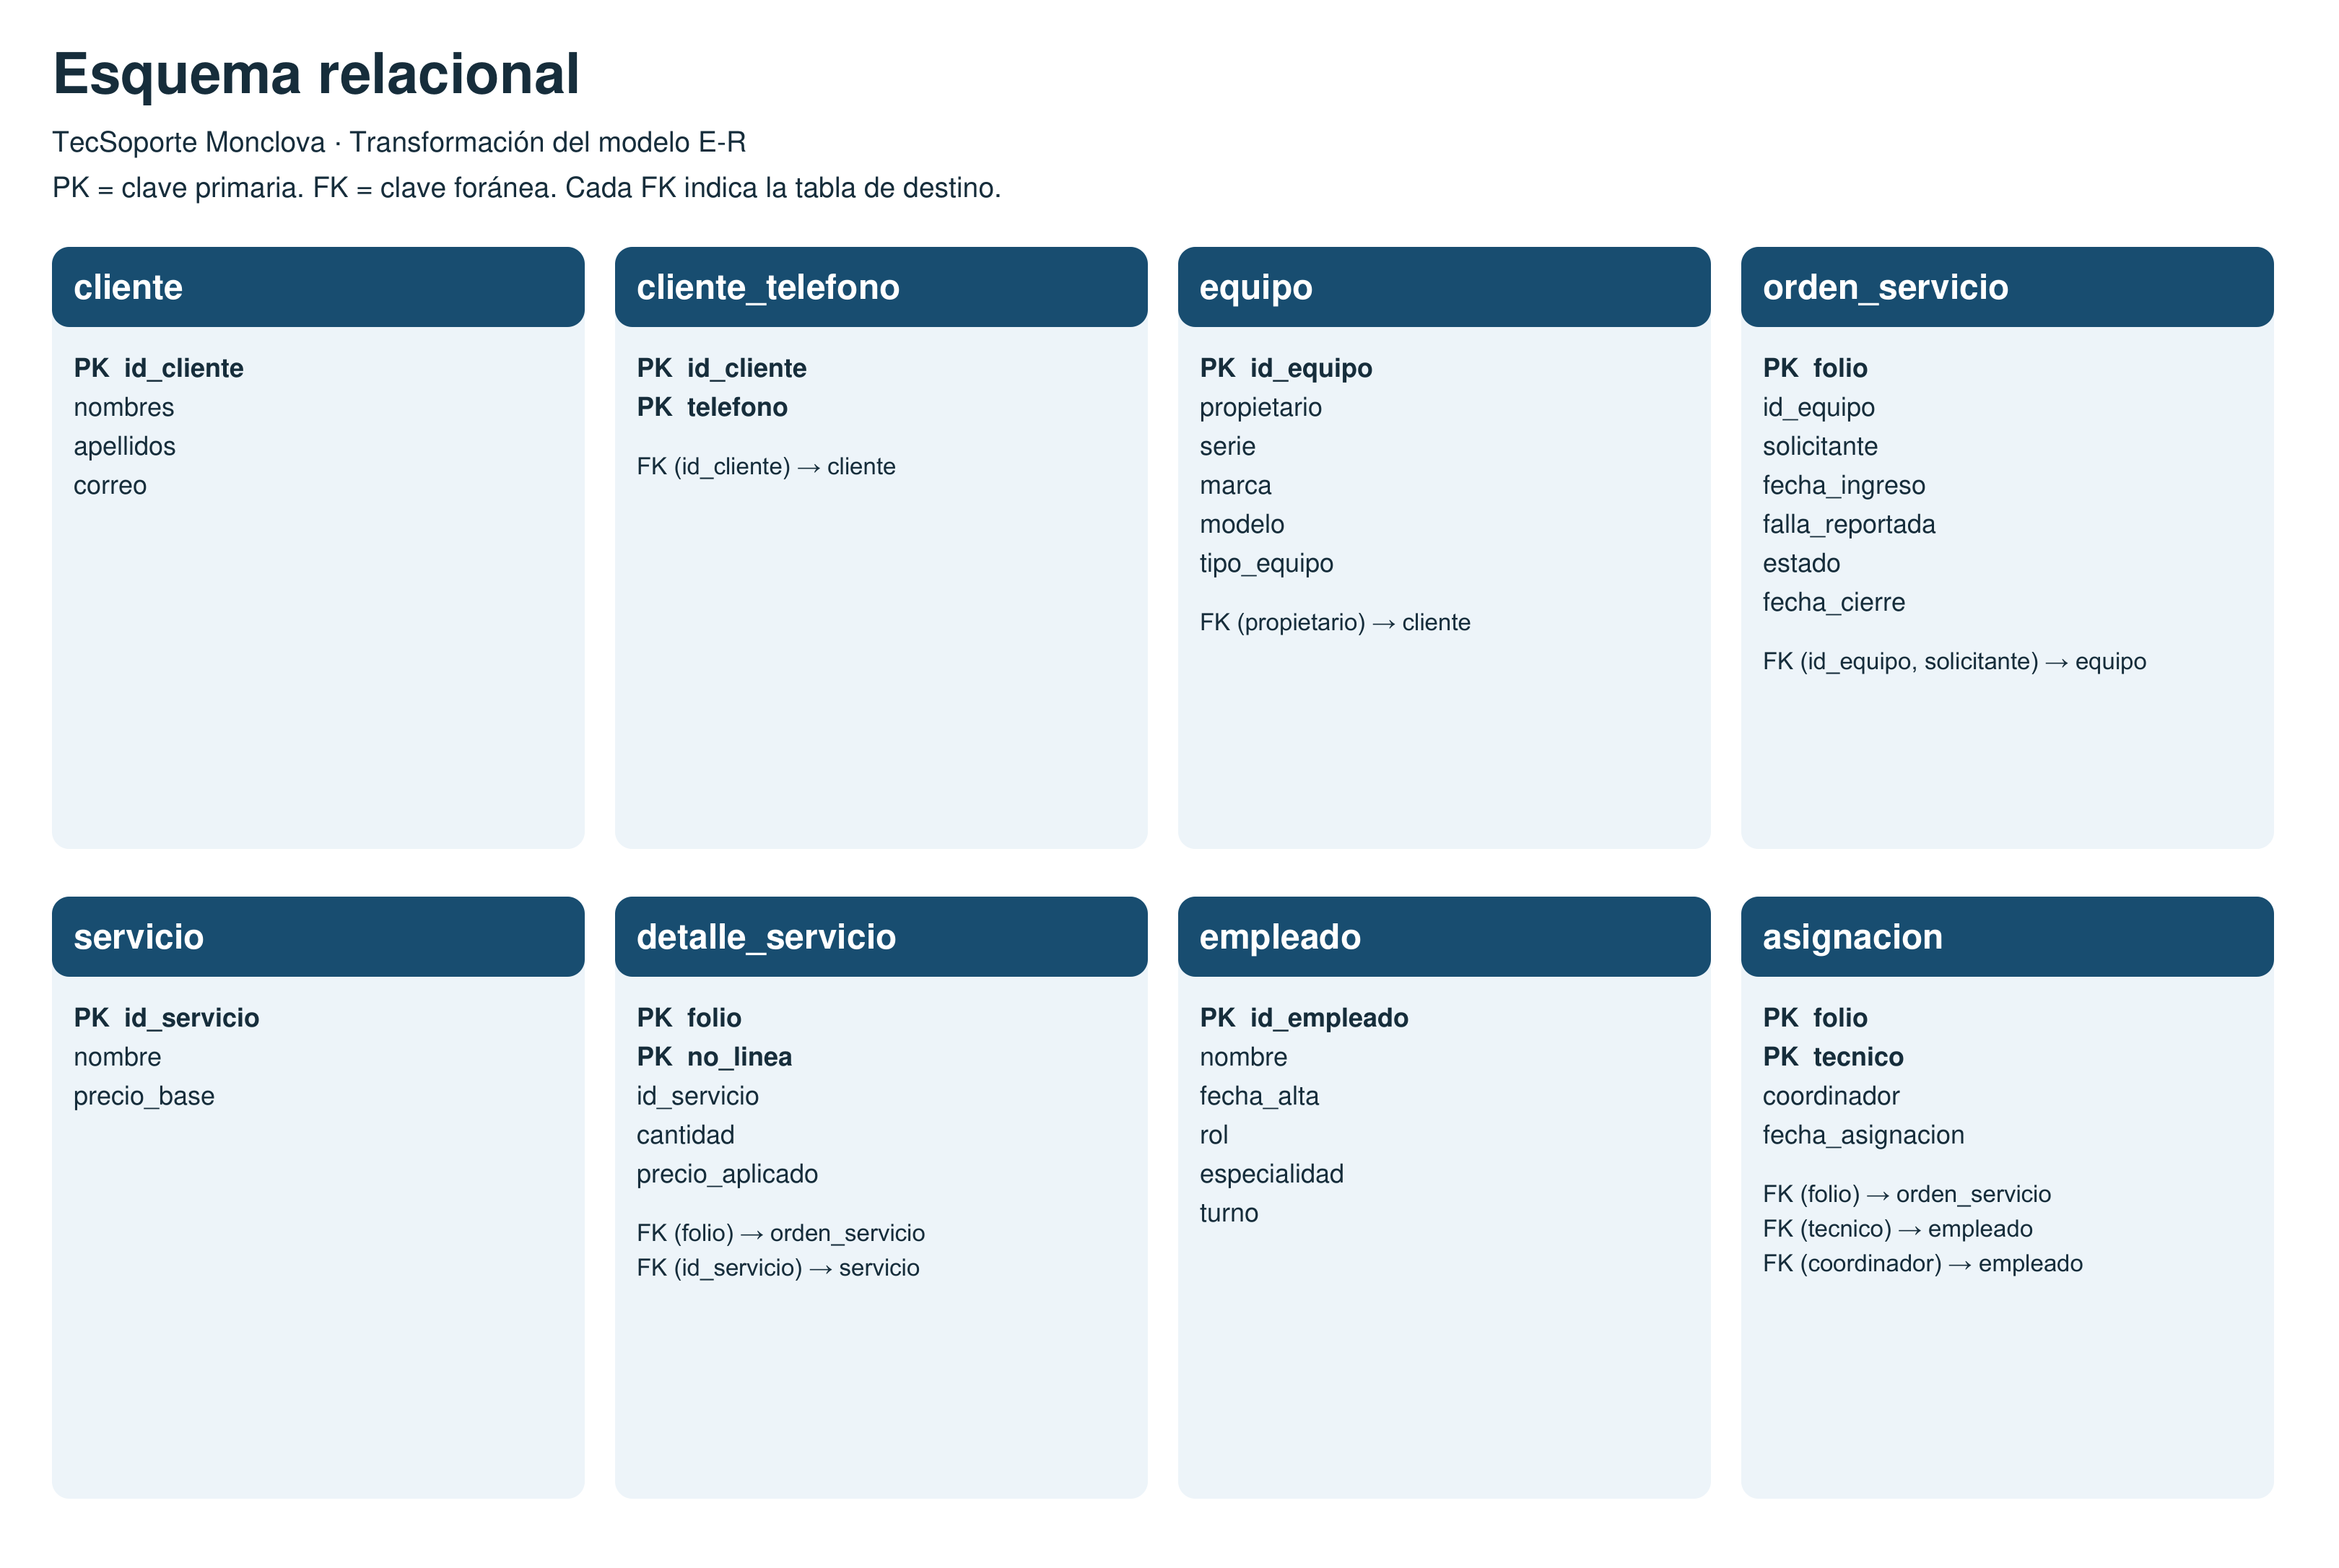 Esquema relacional
TecSoporte Monclova · Transformación del modelo E-R
PK = clave primaria. FK = clave foránea. Cada FK indica la tabla de destino.
cliente
PK id_cliente
nombres
apellidos
correo
cliente_telefono
PK id_cliente
PK telefono
FK (id_cliente) → cliente
equipo
PK id_equipo
propietario
serie
marca
modelo
tipo_equipo
FK (propietario) → cliente
orden_servicio
PK folio
id_equipo
solicitante
fecha_ingreso
falla_reportada
estado
fecha_cierre
FK (id_equipo, solicitante) → equipo
servicio
PK id_servicio
nombre
precio_base
detalle_servicio
PK folio
PK no_linea
id_servicio
cantidad
precio_aplicado
FK (folio) → orden_servicio
FK (id_servicio) → servicio
empleado
PK id_empleado
nombre
fecha_alta
rol
especialidad
turno
asignacion
PK folio
PK tecnico
coordinador
fecha_asignacion
FK (folio) → orden_servicio
FK (tecnico) → empleado
FK (coordinador) → empleado